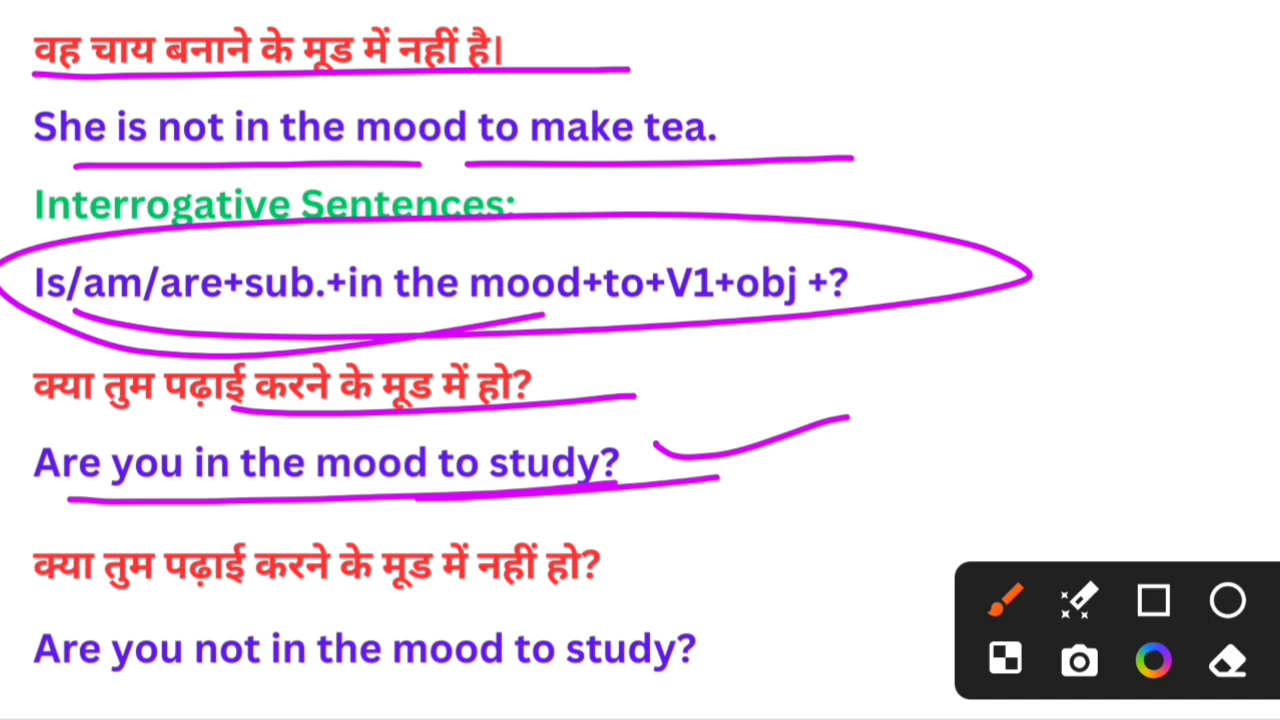 वह चाय बनाने के मूड में नहीं है।
She is not in the mood to make tea.
Interrogative Sentences:
Is/am/are+sub.+in the mood+to+V1+obj +?
क्या तुम पढ़ाई करने के मूड में हो?
Are you in the mood to study?
क्या तुम पढ़ाई करने के मूड में नहीं हो?
Are you not in the mood to study?